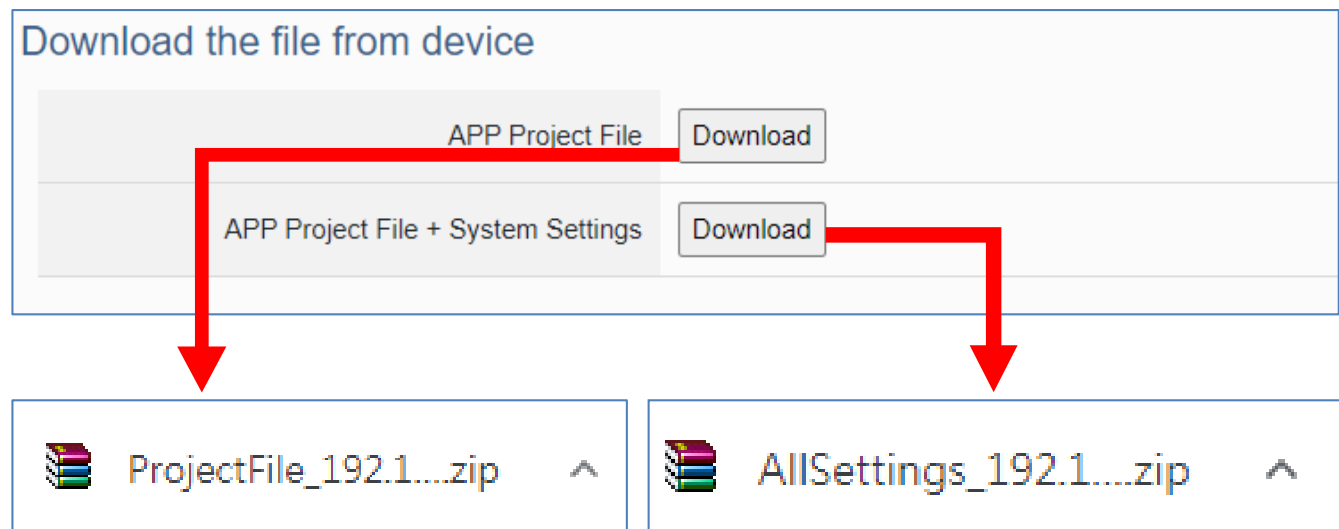 Download the file from device
APP Project File Download
APP Project File + System Settings Download
ProjectFile_192.1....zip
AllSettings_192.1....zip